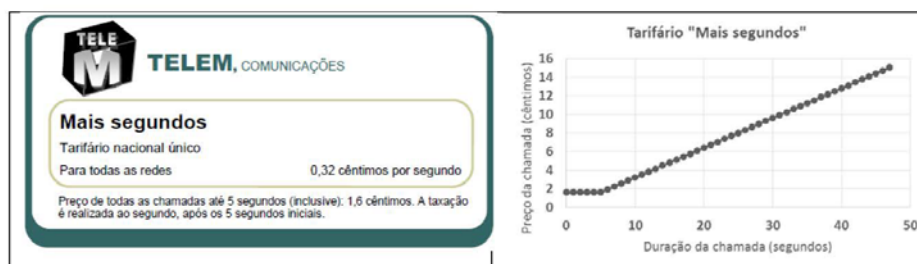 TELE
M
TELEM, COMUNICAÇÕES
Mais segundos
Tarifário nacional único
Para todas as redes 0,32 cêntimos por segundo
Preço de todas as chamadas até 5 segundos (inclusive): 1,6 cêntimos. A taxação
é realizada ao segundo, após os 5 segundos iniciais.
Tarifário "Mais segundos"
Preço da chamada (cêntimos)
16
14
12
10
8
6
4
2
0
0 10 20 30 40 50
Duração da chamada (segundos)